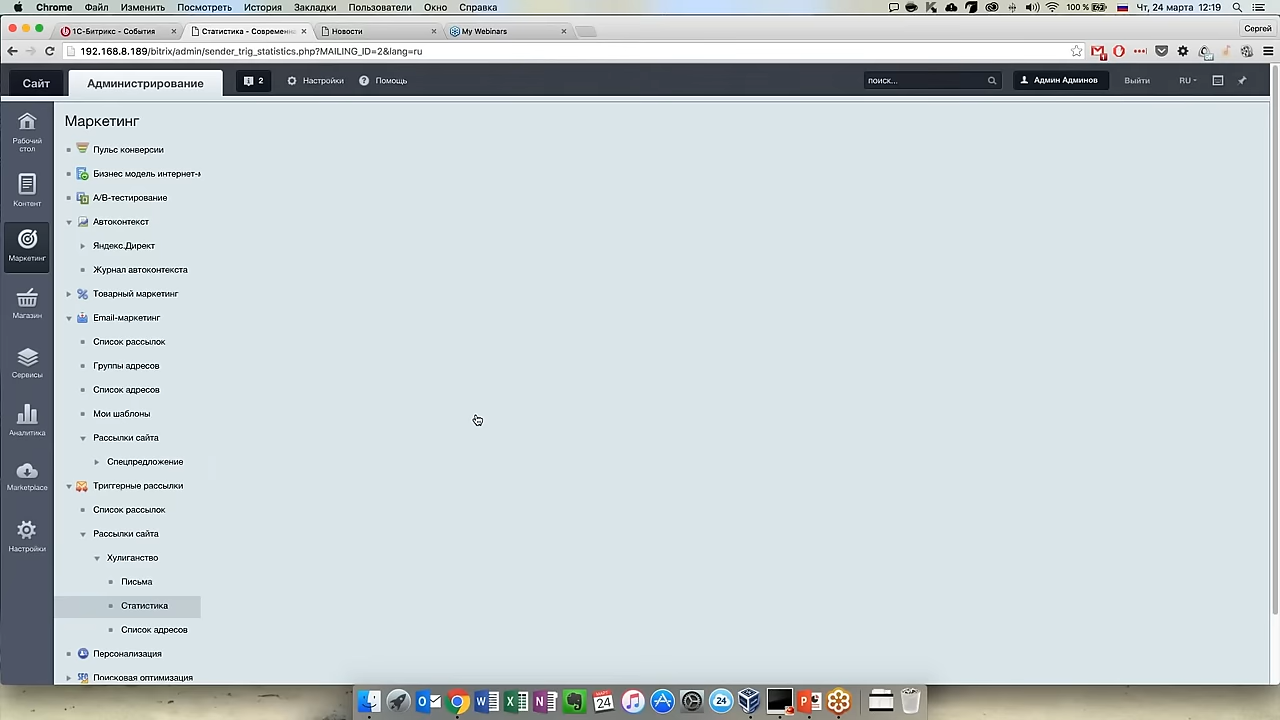 Chrome Файл Изменить Посмотреть История Закладки Пользователи Окно Справка 100 % Чт, 24 марта 12:19
1С-Битрикс - События Статистика - Современн Новости My Webinars Сергей
192.168.8.189/bitrix/admin/sender_trig_statistics.php?MAILING_ID=2&lang=ru
Сайт Администрирование 2 Настройки Помощь поиск... Админ Админов Выйти RU
Рабочий стол
Контент
Маркетинг
Магазин
Сервисы
Аналитика
Marketplace
Настройки
Маркетинг
Пульс конверсии
Бизнес модель интернет-м
A/B-тестирование
Автоконтекст
Яндекс.Директ
Журнал автоконтекста
Товарный маркетинг
Email-маркетинг
Список рассылок
Группы адресов
Список адресов
Мои шаблоны
Рассылки сайта
Спецпредложение
Триггерные рассылки
Список рассылок
Рассылки сайта
Хулиганство
Письма
Статистика
Список адресов
Персонализация
Поисковая оптимизация
24 24